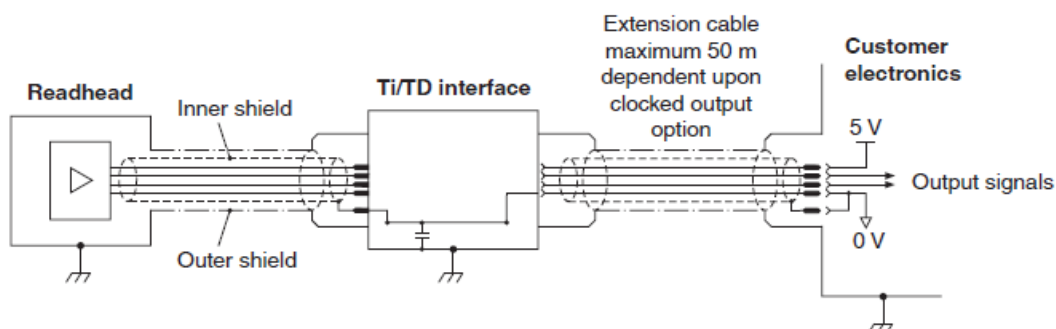 Readhead
Inner shield
Outer shield
Ti/TD interface
Extension cable
maximum 50 m
dependent upon
clocked output
option
Customer
electronics
5 V
Output signals
0 V